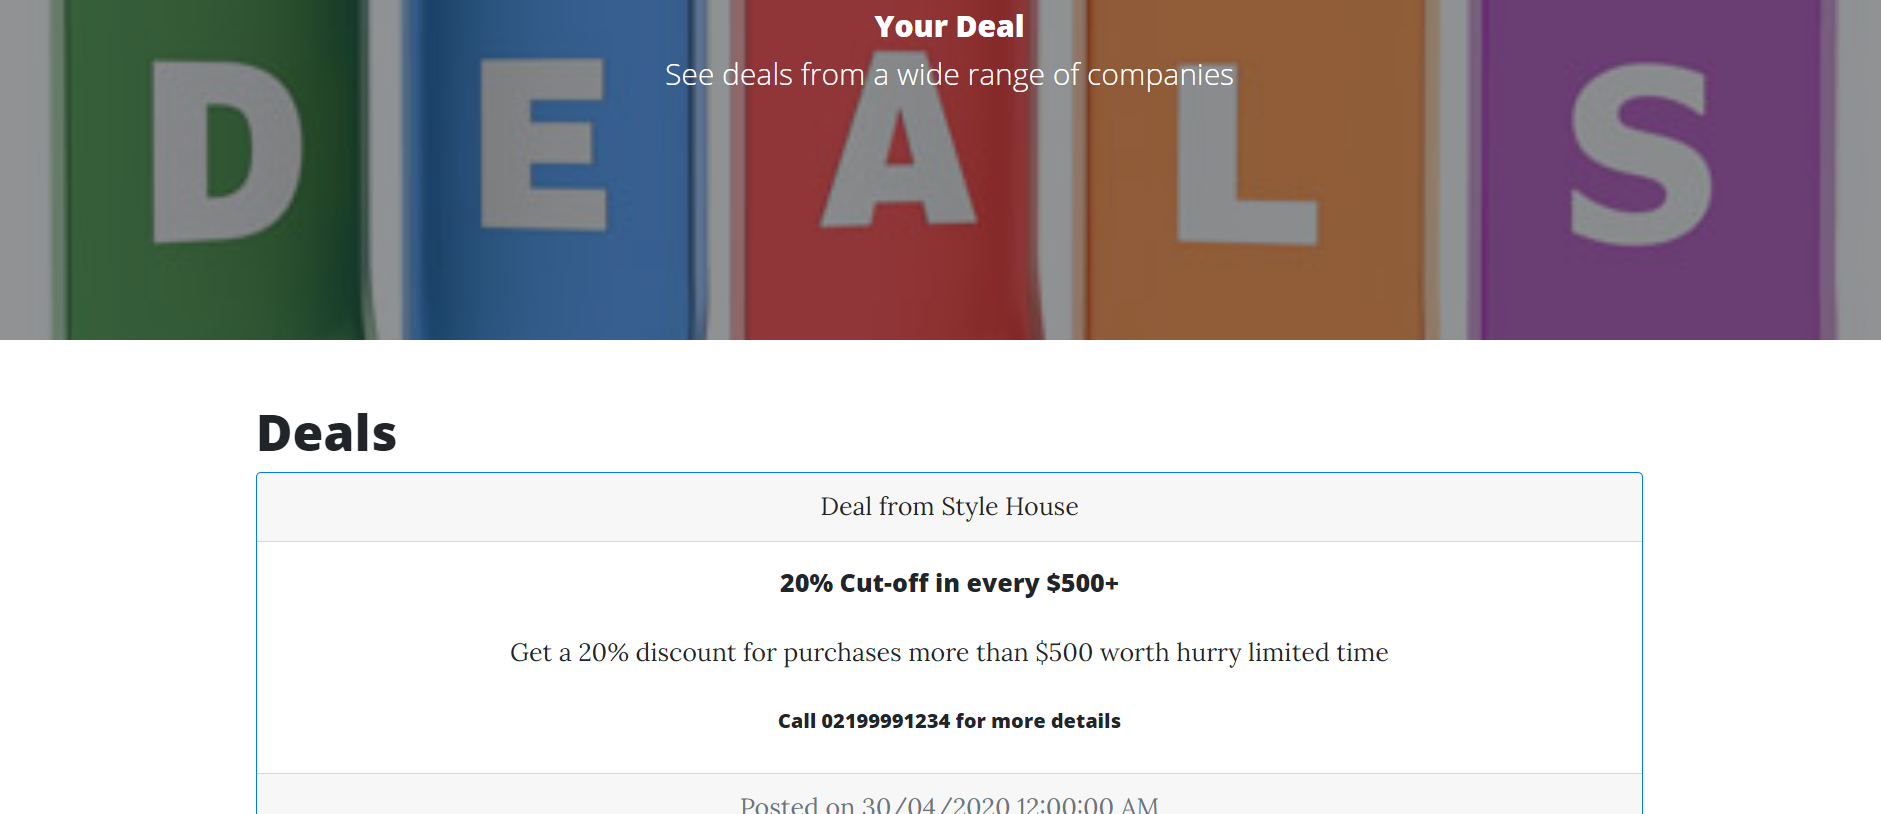 Your Deal
See deals from a wide range of companies
DEALS
Deals
Deal from Style House
20% Cut-off in every $500+
Get a 20% discount for purchases more than $500 worth hurry limited time
Call 02199991234 for more details
Posted on 30/04/2020 12:00:00 AM